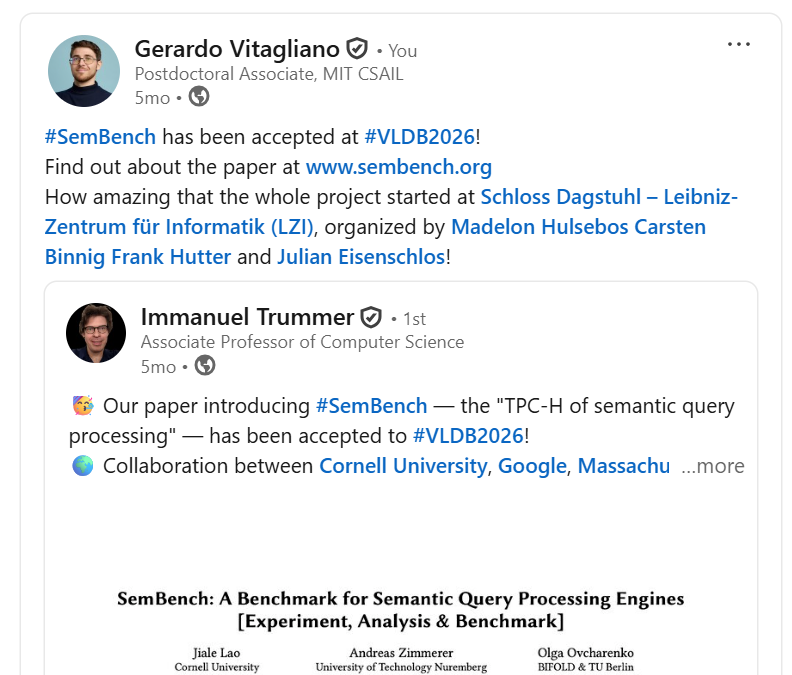 Gerardo Vitagliano • You
Postdoctoral Associate, MIT CSAIL
5mo •
#SemBench has been accepted at #VLDB2026!
Find out about the paper at www.sembench.org
How amazing that the whole project started at Schloss Dagstuhl – Leibniz-
Zentrum für Informatik (LZI), organized by Madelon Hulsebos Carsten
Binnig Frank Hutter and Julian Eisenschlos!
Immanuel Trummer • 1st
Associate Professor of Computer Science
5mo •
🥳 Our paper introducing #SemBench — the "TPC-H of semantic query
processing" — has been accepted to #VLDB2026!
🌍 Collaboration between Cornell University, Google, Massachu ...more
SemBench: A Benchmark for Semantic Query Processing Engines
[Experiment, Analysis & Benchmark]
Jiale Lao Andreas Zimmerer Olga Ovcharenko
Cornell University University of Technology Nuremberg BIFOLD & TU Berlin